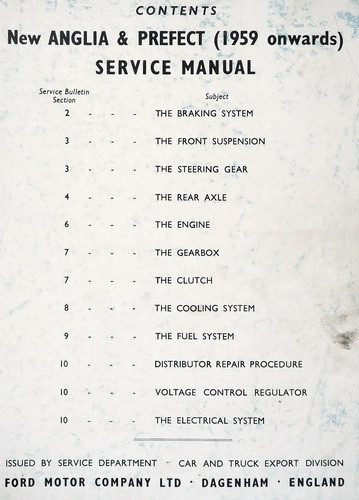 CONTENTS
New ANGLIA & PREFECT (1959 onwards)
SERVICE MANUAL
Service Bulletin Section Subject
2 - - - THE BRAKING SYSTEM
3 - - - THE FRONT SUSPENSION
3 - - - THE STEERING GEAR
4 - - - THE REAR AXLE
6 - - - THE ENGINE
7 - - - THE GEARBOX
7 - - - THE CLUTCH
8 - - - THE COOLING SYSTEM
9 - - - THE FUEL SYSTEM
10 - - - DISTRIBUTOR REPAIR PROCEDURE
10 - - - VOLTAGE CONTROL REGULATOR
10 - - - THE ELECTRICAL SYSTEM
ISSUED BY SERVICE DEPARTMENT · CAR AND TRUCK EXPORT DIVISION
FORD MOTOR COMPANY LTD · DAGENHAM · ENGLAND